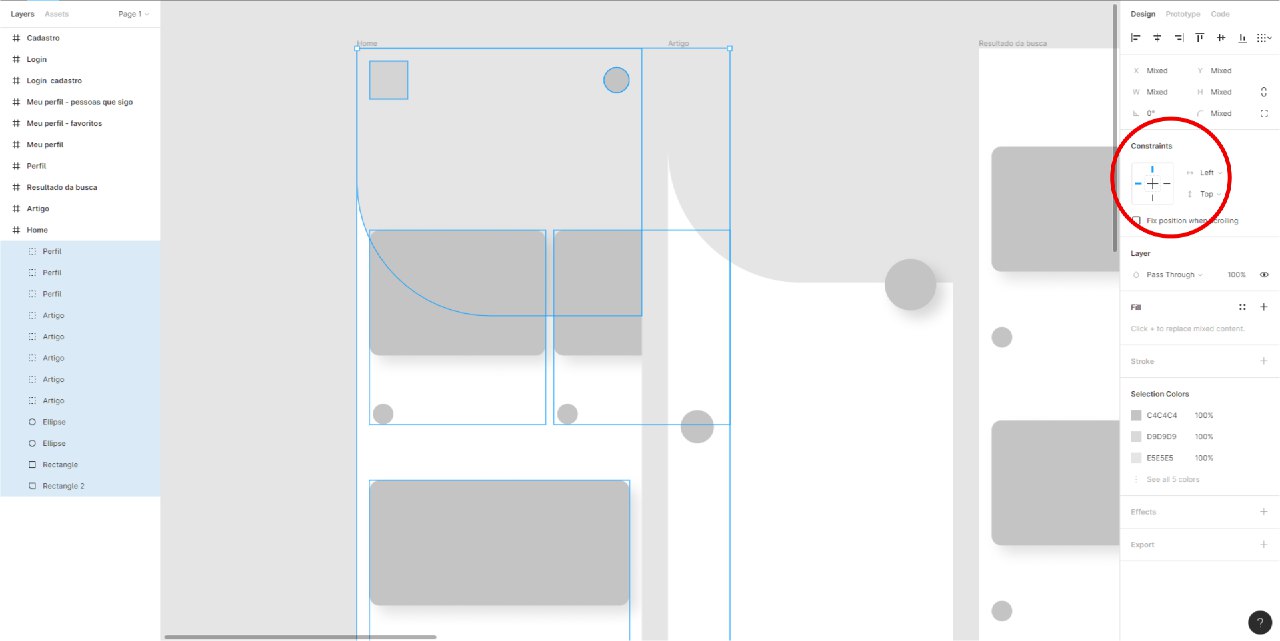 Layers Assets Page 1
Cadastro
Login
Login cadastro
Meu perfil - pessoas que sigo
Meu perfil - favoritos
Meu perfil
Perfil
Resultado da busca
Artigo
Home
Perfil
Perfil
Perfil
Artigo
Artigo
Artigo
Artigo
Artigo
Ellipse
Ellipse
Rectangle
Rectangle 2
Home
Artigo
Resultado da busca
Design Prototype Code
X Mixed Y Mixed
W Mixed H Mixed
0° Mixed
Constraints
Left
Top
Fix position when scrolling
Layer
Pass Through 100%
Fill
Click + to replace mixed content.
Stroke
Selection Colors
C4C4C4 100%
D9D9D9 100%
E5E5E5 100%
See all 5 colors
Effects
Export
?